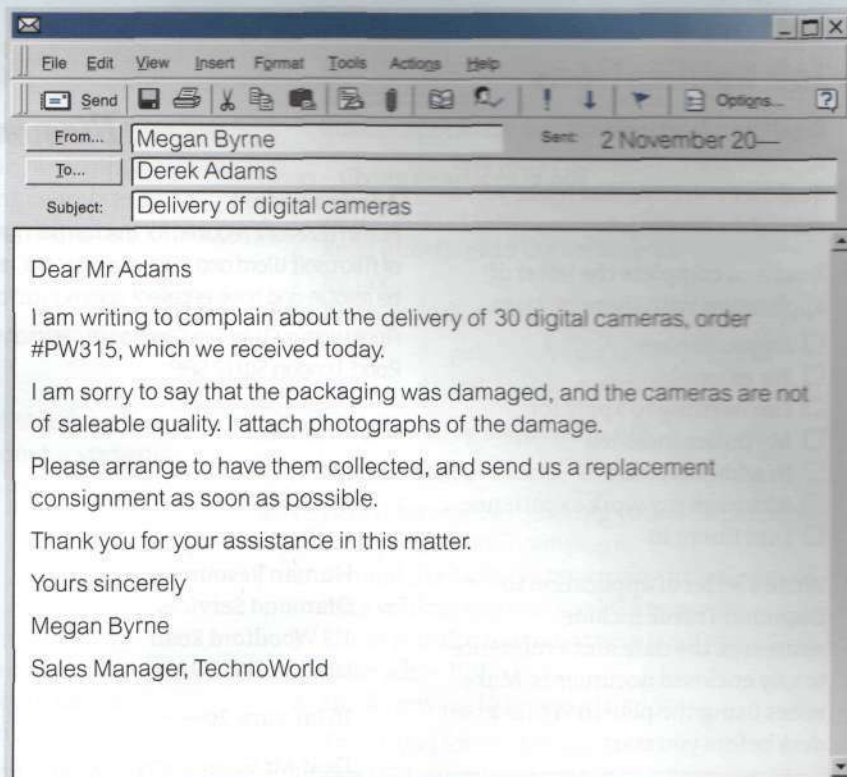 File Edit View Insert Format Tools Actions Help
Send Options...
From... Megan Byrne Sent: 2 November 20—
To... Derek Adams
Subject: Delivery of digital cameras
Dear Mr Adams
I am writing to complain about the delivery of 30 digital cameras, order
#PW315, which we received today.
I am sorry to say that the packaging was damaged, and the cameras are not
of saleable quality. I attach photographs of the damage.
Please arrange to have them collected, and send us a replacement
consignment as soon as possible.
Thank you for your assistance in this matter.
Yours sincerely
Megan Byrne
Sales Manager, TechnoWorld